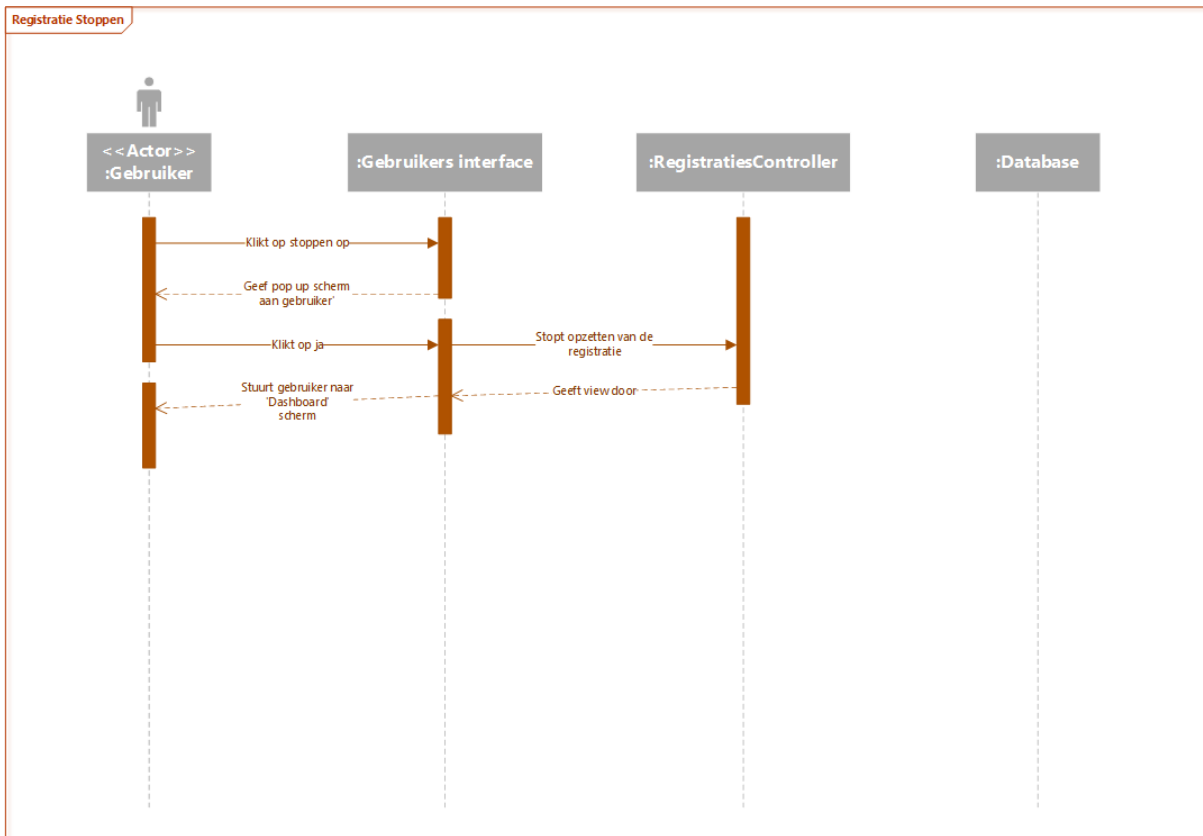 Registratie Stoppen
<<Actor>>
:Gebruiker
:Gebruikers interface
:RegistratiesController
:Database
Klikt op stoppen op
Geef pop up scherm
aan gebruiker'
Klikt op ja
Stopt opzetten van de
registratie
Stuurt gebruiker naar
'Dashboard'
scherm
Geeft view door